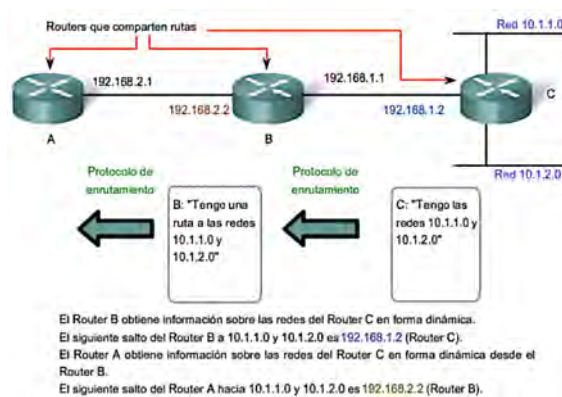 Routers que comparten rutas
Red 10.1.1.0
192.168.2.1
192.168.1.1
192.168.2.2
192.168.1.2
A
B
C
Red 10.1.2.0
Protocolo de
enrutamiento
Protocolo de
enrutamiento
B: "Tengo una
ruta a las redes
10.1.1.0 y
10.1.2.0"
C: "Tengo las
redes 10.1.1.0 y
10.1.2.0"
El Router B obtiene información sobre las redes del Router C en forma dinámica.
El siguiente salto del Router B a 10.1.1.0 y 10.1.2.0 es 192.168.1.2 (Router C).
El Router A obtiene información sobre las redes del Router C en forma dinámica desde el
Router B.
El siguiente salto del Router A hacia 10.1.1.0 y 10.1.2.0 es 192.168.2.2 (Router B).